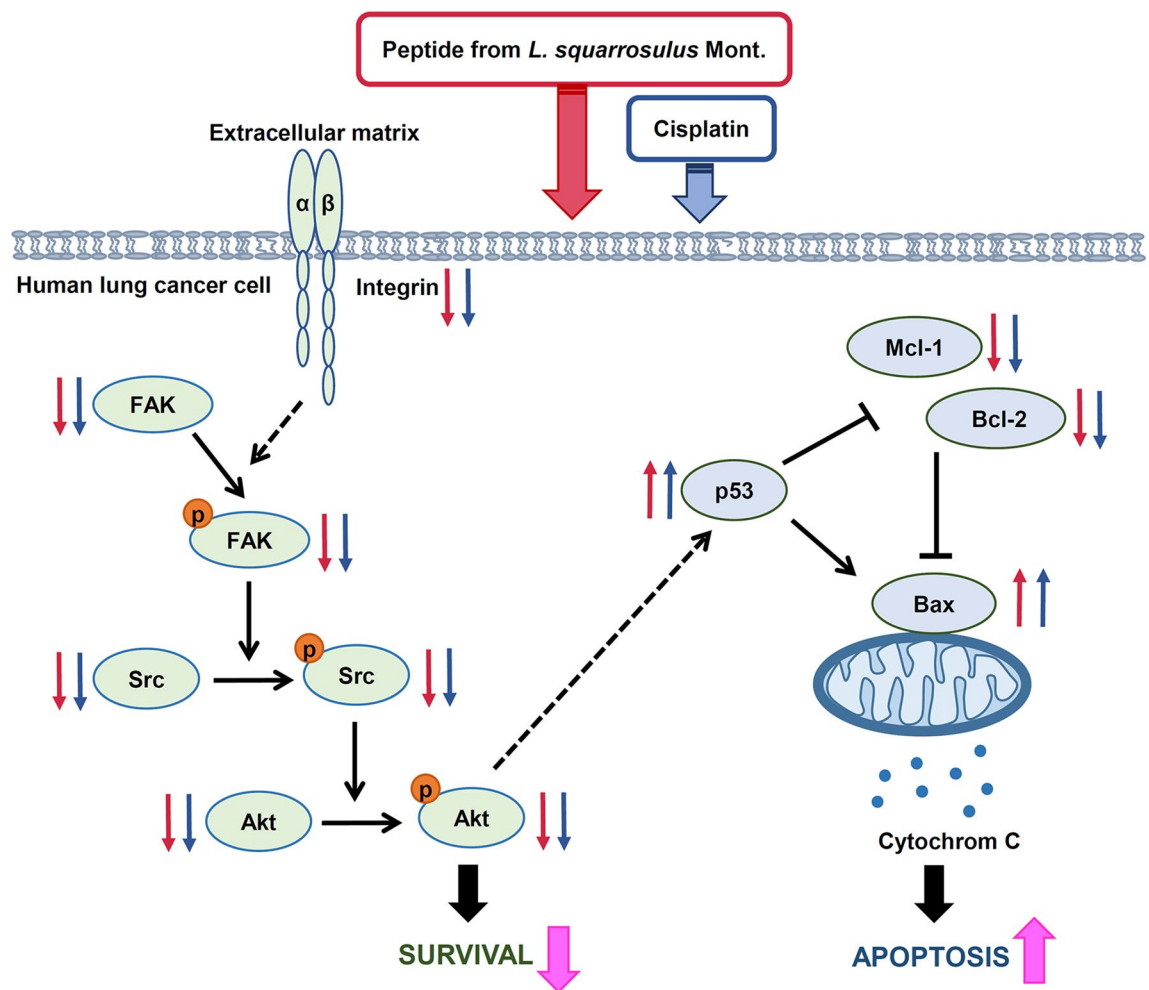 Peptide from L. squarrosulus Mont.
Cisplatin
Extracellular matrix
α β
Human lung cancer cell
Integrin
Mcl-1
FAK
Bcl-2
p53
p
FAK
Bax
p
Src
Src
p
Akt
Akt
Cytochrom C
SURVIVAL
APOPTOSIS